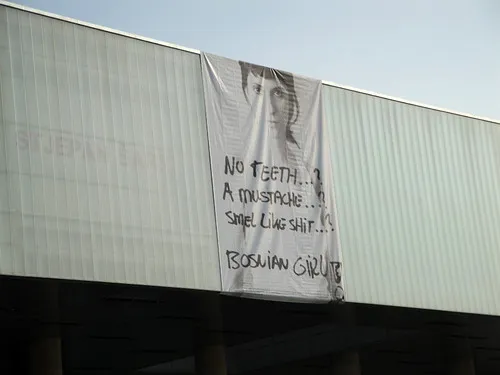 NO TEETH...?
A MUSTACHE...?
SMEL LIKE SHIT...?
BOSNIAN GIRL!